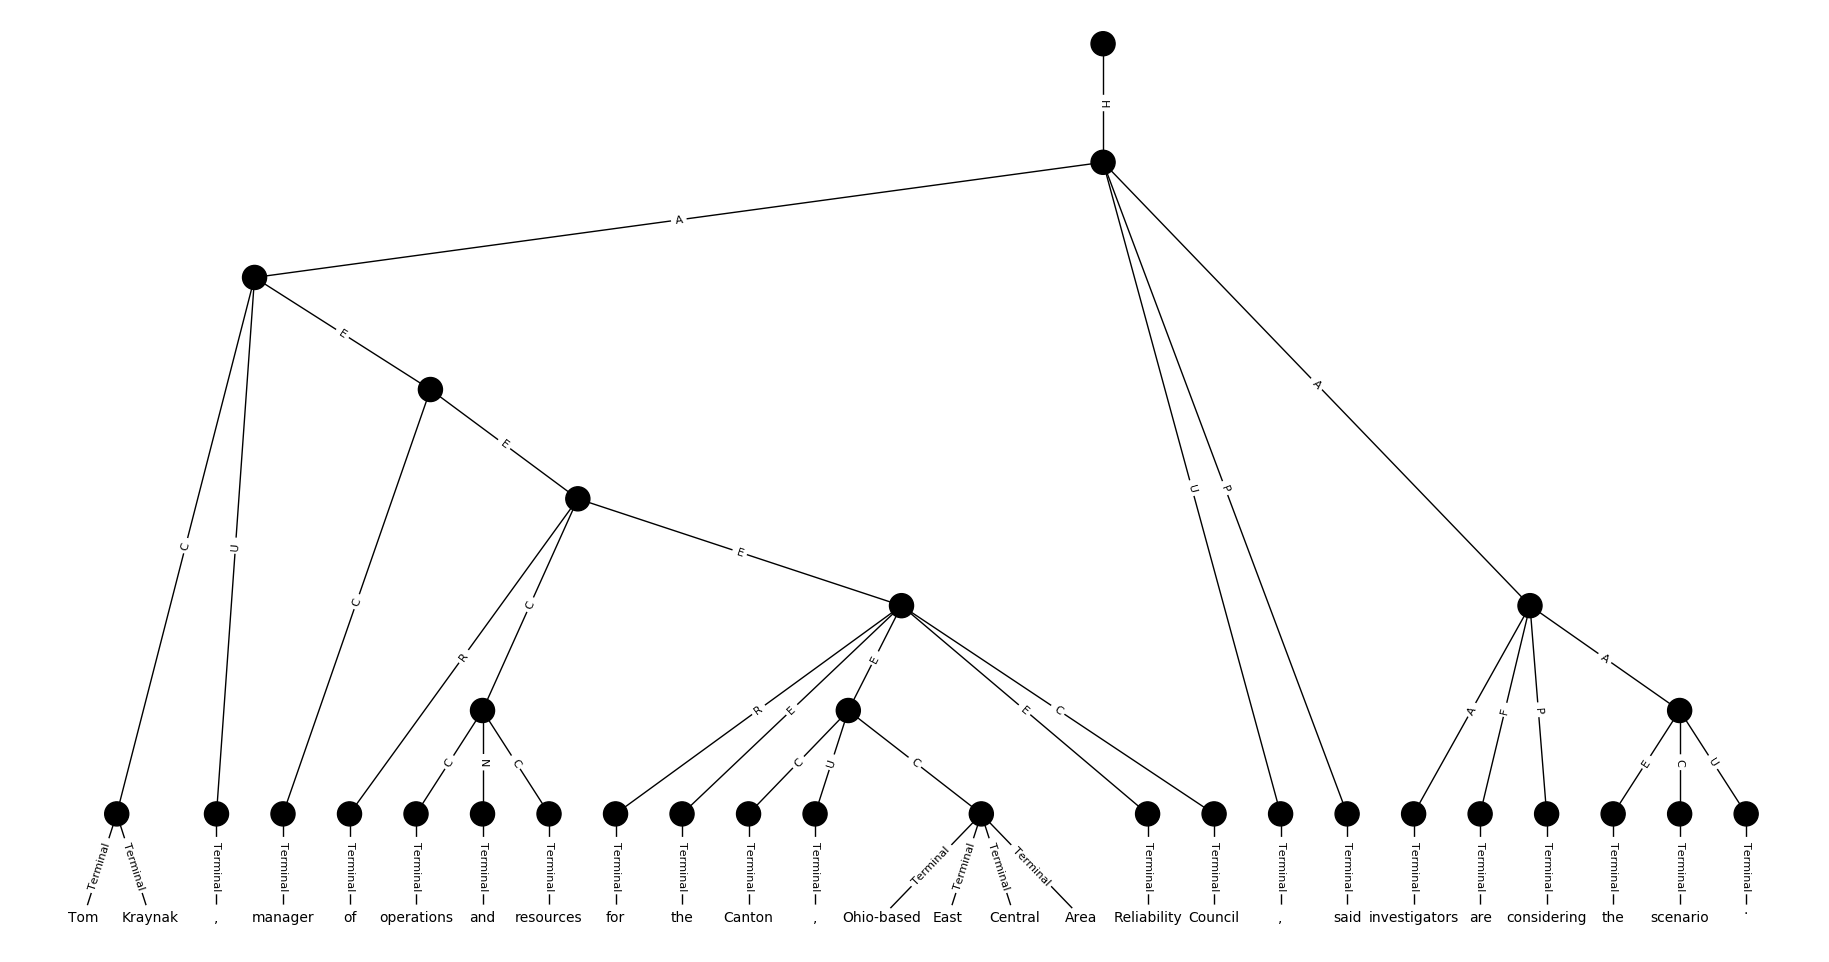 H
A
A
E
E
E
C
U
C
R
C
U
P
A
F
P
A
R
E
E
E
C
C
N
C
C
U
C
E
C
U
Terminal Terminal Terminal Terminal Terminal Terminal Terminal Terminal Terminal Terminal Terminal Terminal Terminal Terminal Terminal Terminal Terminal Terminal Terminal Terminal Terminal Terminal Terminal Terminal Terminal Terminal
Tom Kraynak , manager of operations and resources for the Canton , Ohio-based East Central Area Reliability Council , said investigators are considering the scenario .